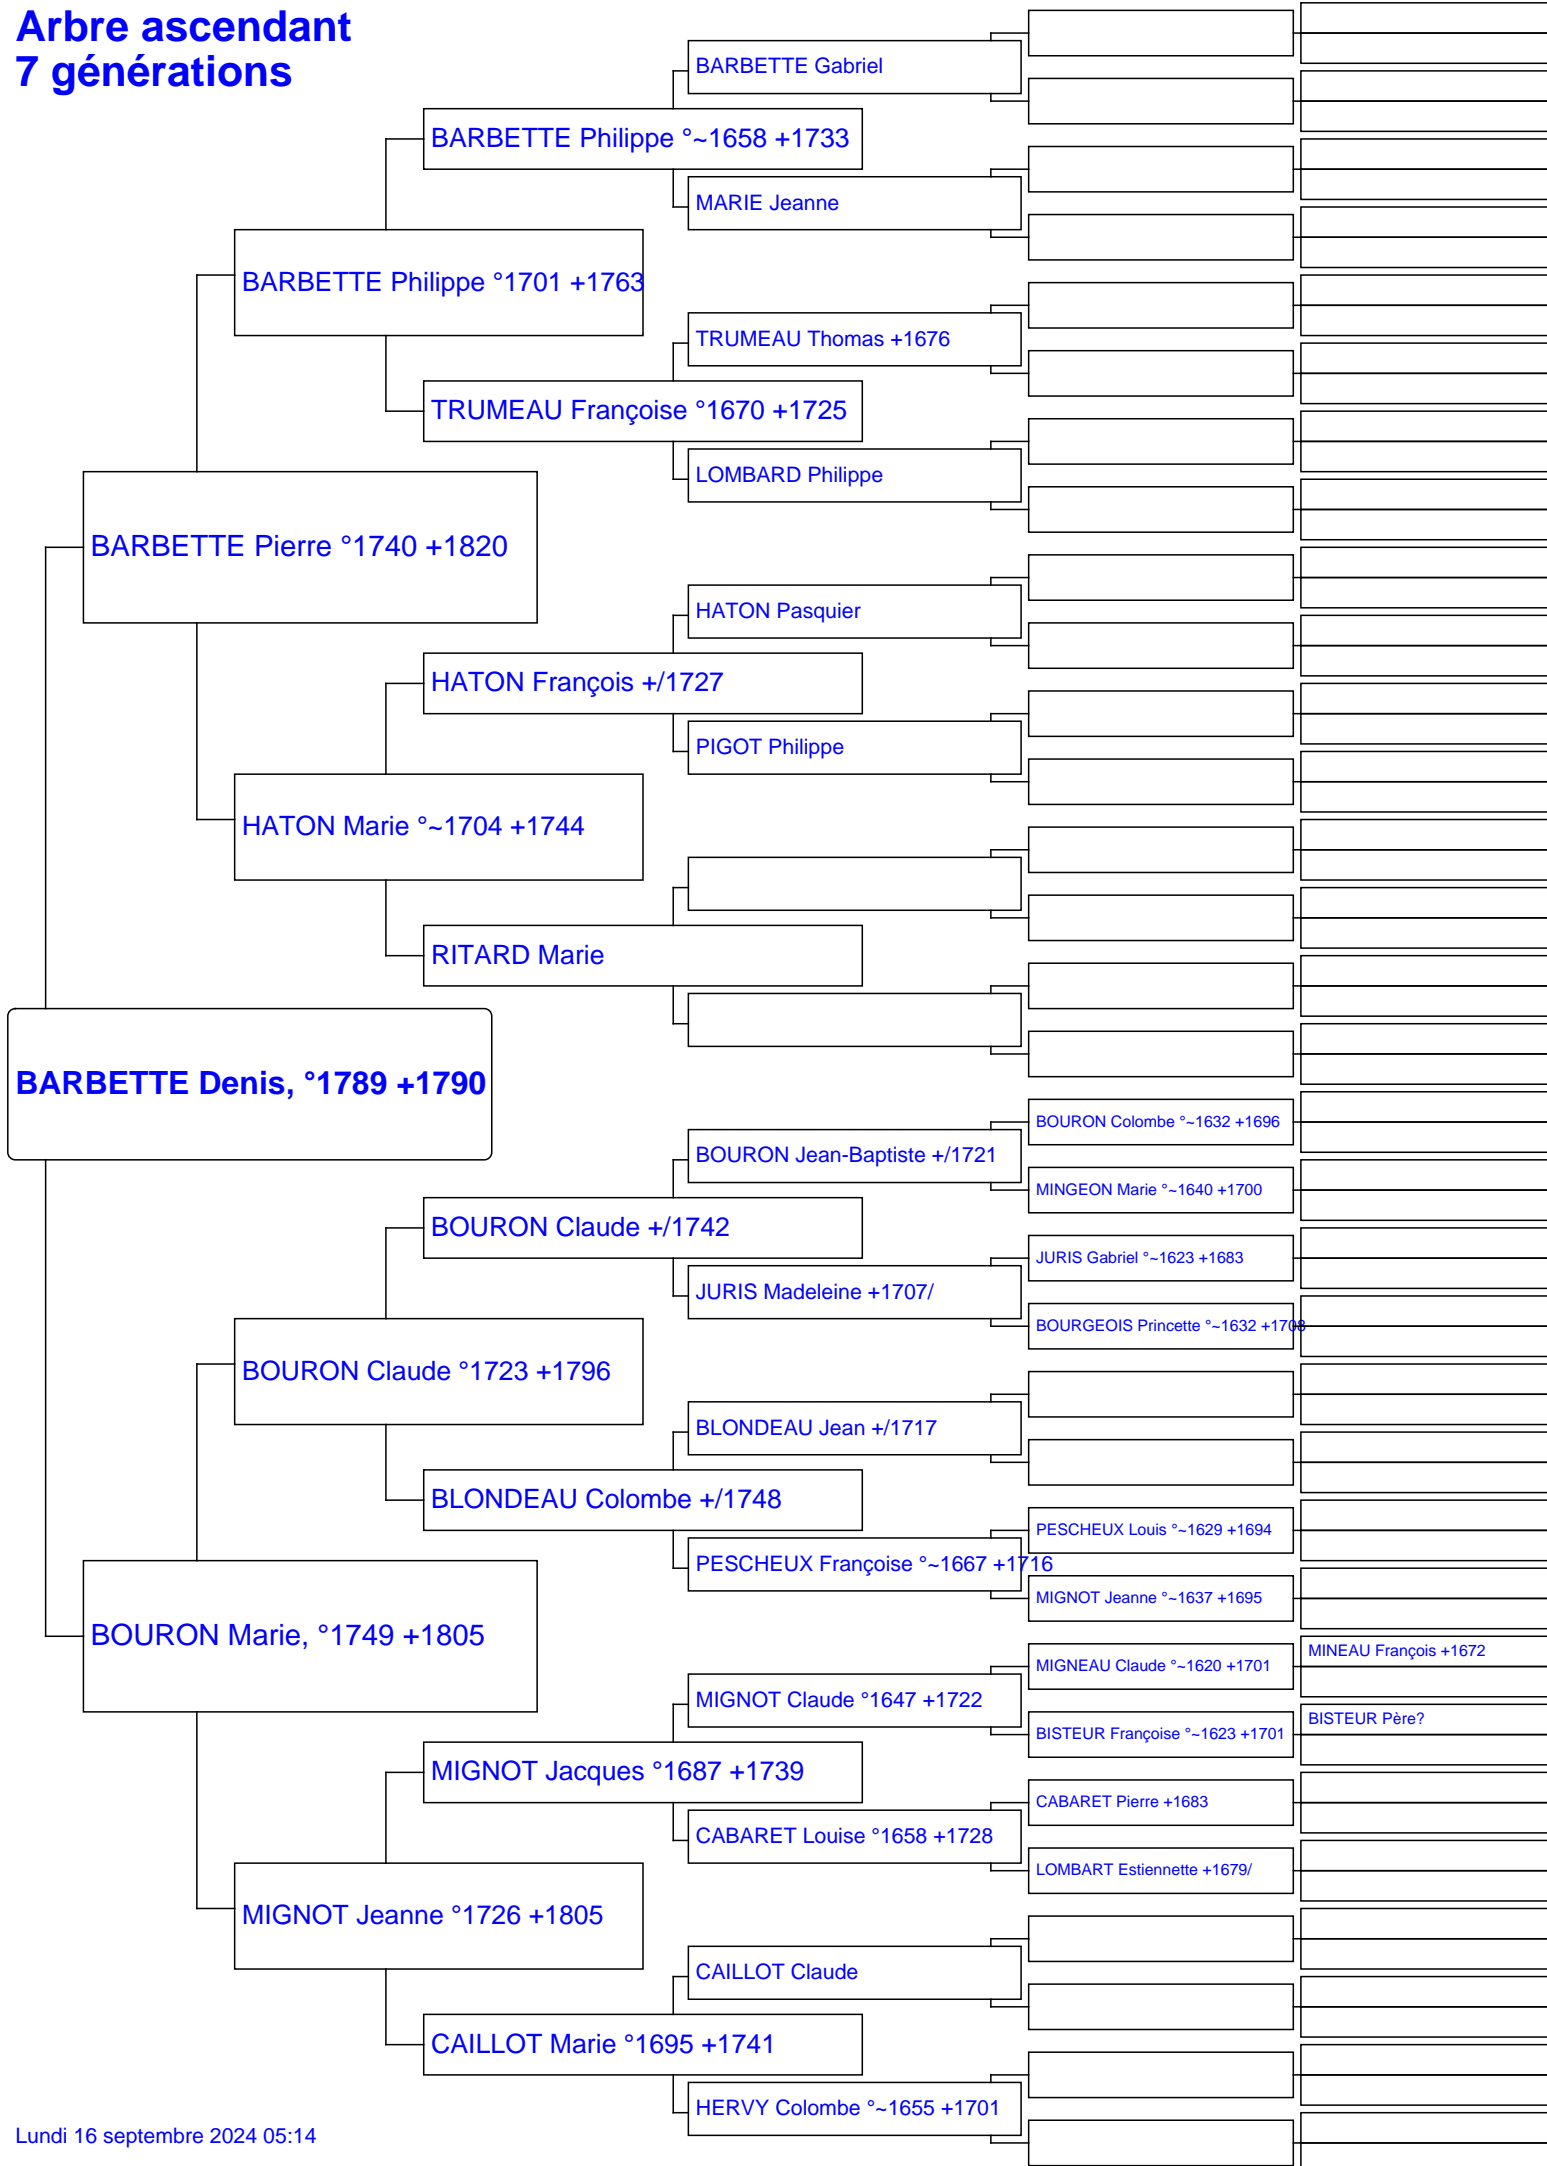 Arbre ascendant
7 générations
BARBETTE Gabriel
BARBETTE Philippe °~1658 +1733
MARIE Jeanne
BARBETTE Philippe °1701 +1763
TRUMEAU Thomas +1676
TRUMEAU Françoise °1670 +1725
LOMBARD Philippe
BARBETTE Pierre °1740 +1820
HATON Pasquier
HATON François +/1727
PIGOT Philippe
HATON Marie °~1704 +1744
RITARD Marie
BARBETTE Denis, °1789 +1790
BOURON Colombe °~1632 +1696
BOURON Jean-Baptiste +/1721
MINGEON Marie °~1640 +1700
BOURON Claude +/1742
JURIS Gabriel °~1623 +1683
JURIS Madeleine +1707/
BOURGEOIS Princette °~1632 +1708
BOURON Claude °1723 +1796
BLONDEAU Jean +/1717
BLONDEAU Colombe +/1748
PESCHEUX Louis °~1629 +1694
PESCHEUX Françoise °~1667 +1716
MIGNOT Jeanne °~1637 +1695
BOURON Marie, °1749 +1805
MINEAU François +1672
MIGNEAU Claude °~1620 +1701
MIGNOT Claude °1647 +1722
BISTEUR Père?
BISTEUR Françoise °~1623 +1701
MIGNOT Jacques °1687 +1739
CABARET Pierre +1683
CABARET Louise °1658 +1728
LOMBART Estiennette +1679/
MIGNOT Jeanne °1726 +1805
CAILLOT Claude
CAILLOT Marie °1695 +1741
HERVY Colombe °~1655 +1701
Lundi 16 septembre 2024 05:14